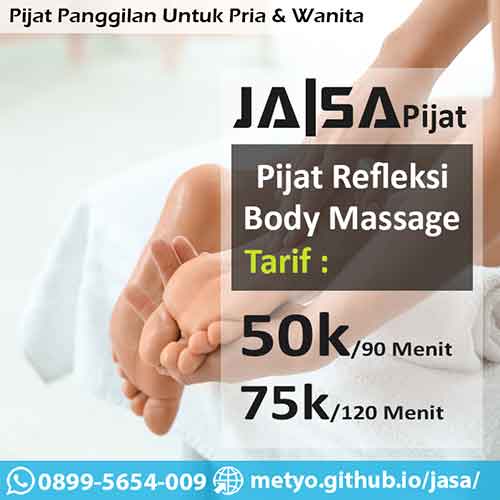 Pijat Panggilan Untuk Pria & Wanita
JA|SA Pijat
Pijat Refleksi
Body Massage
Tarif :
50k/90 Menit
75k/120 Menit
0899-5654-009 metyo.github.io/jasa/